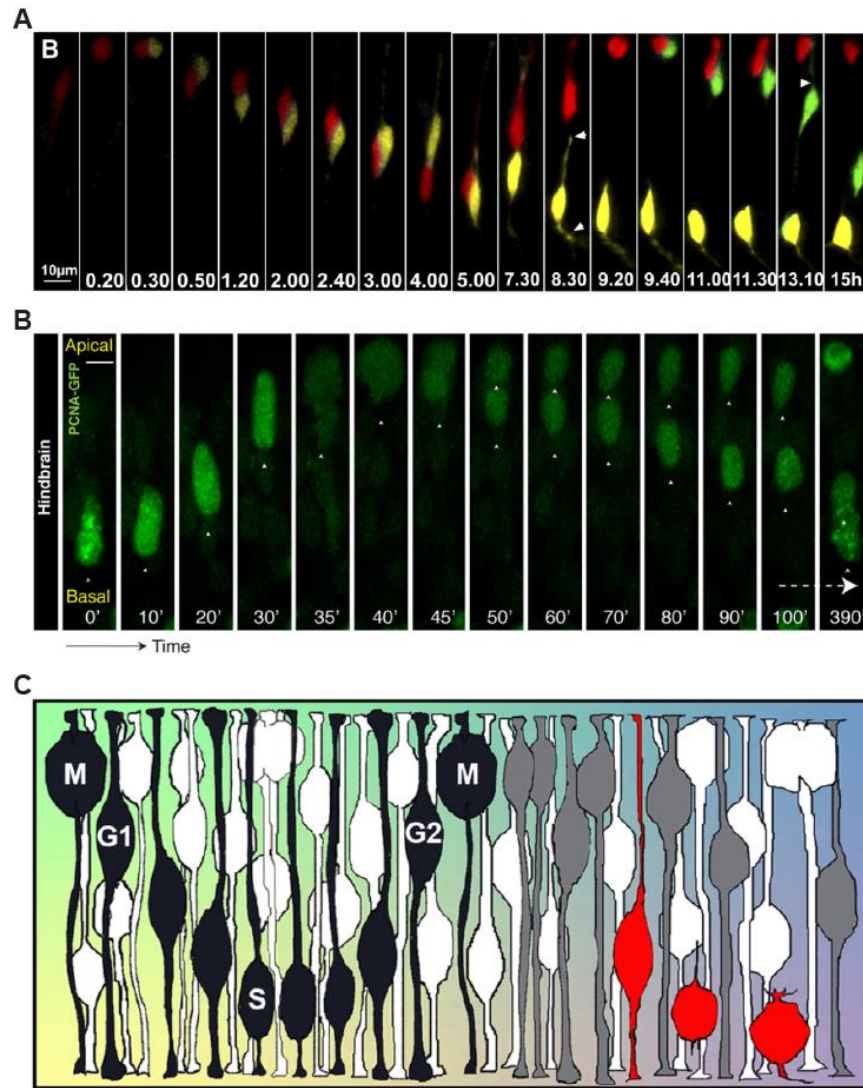 A
B
10µm 0.20 0.30 0.50 1.20 2.00 2.40 3.00 4.00 5.00 7.30 8.30 9.20 9.40 11.00 11.30 13.10 15h
B
Hindbrain
PCNA-GFP
Apical
Basal
0' 10' 20' 30' 35' 40' 45' 50' 60' 70' 80' 90' 100' 390
Time
C
M M
G1 G2
S